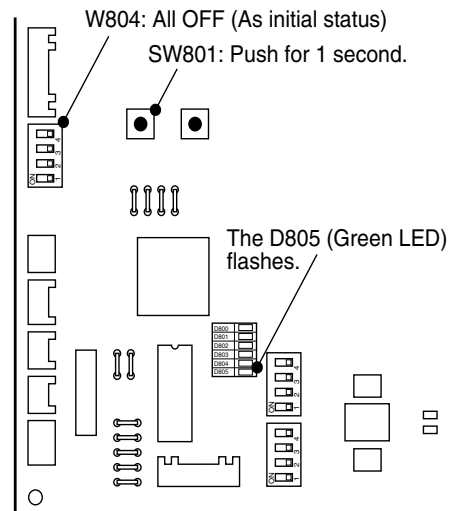 W804: All OFF (As initial status)
SW801: Push for 1 second.
4
3
2
1
ON
The D805 (Green LED)
flashes.
D800
D801
D802
D803
D804
D805
4
3
2
1
ON
4
3
2
1
ON